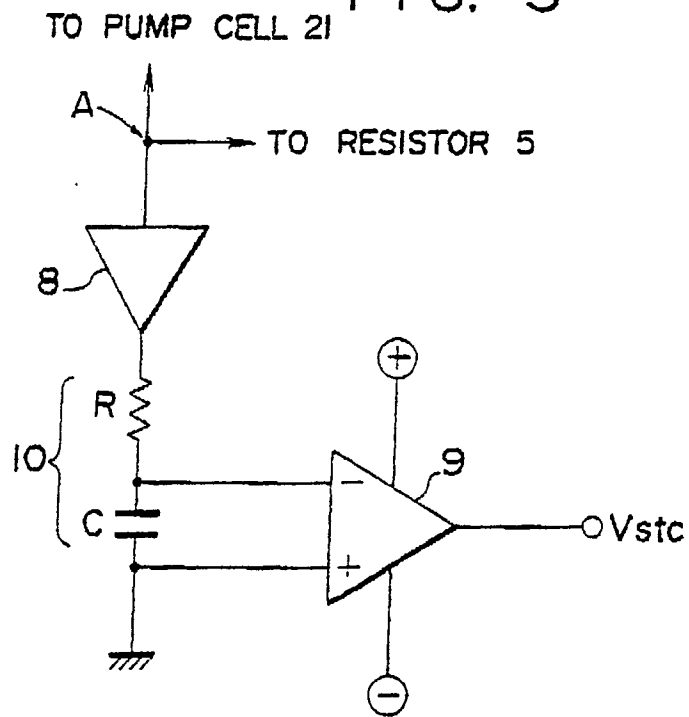 TO PUMP CELL 21
A
TO RESISTOR 5
8
+
R
10
9
−
C
Vstc
+
−